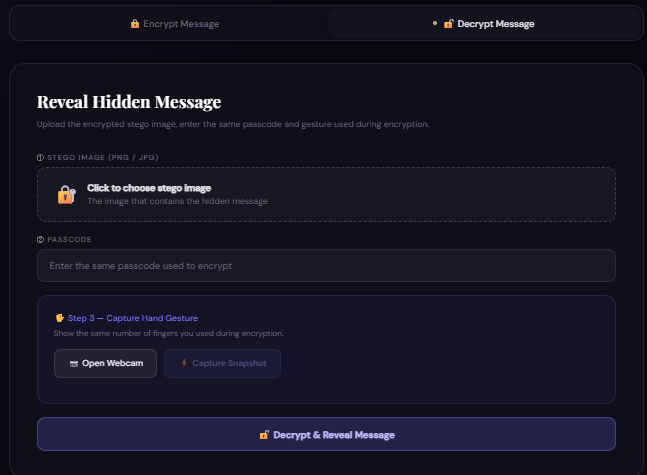 Encrypt Message
Decrypt Message
Reveal Hidden Message
Upload the encrypted stego image, enter the same passcode and gesture used during encryption.
① STEGO IMAGE (PNG / JPG)
Click to choose stego image
The image that contains the hidden message
② PASSCODE
Enter the same passcode used to encrypt
Step 3 — Capture Hand Gesture
Show the same number of fingers you used during encryption.
Open Webcam
Capture Snapshot
Decrypt & Reveal Message